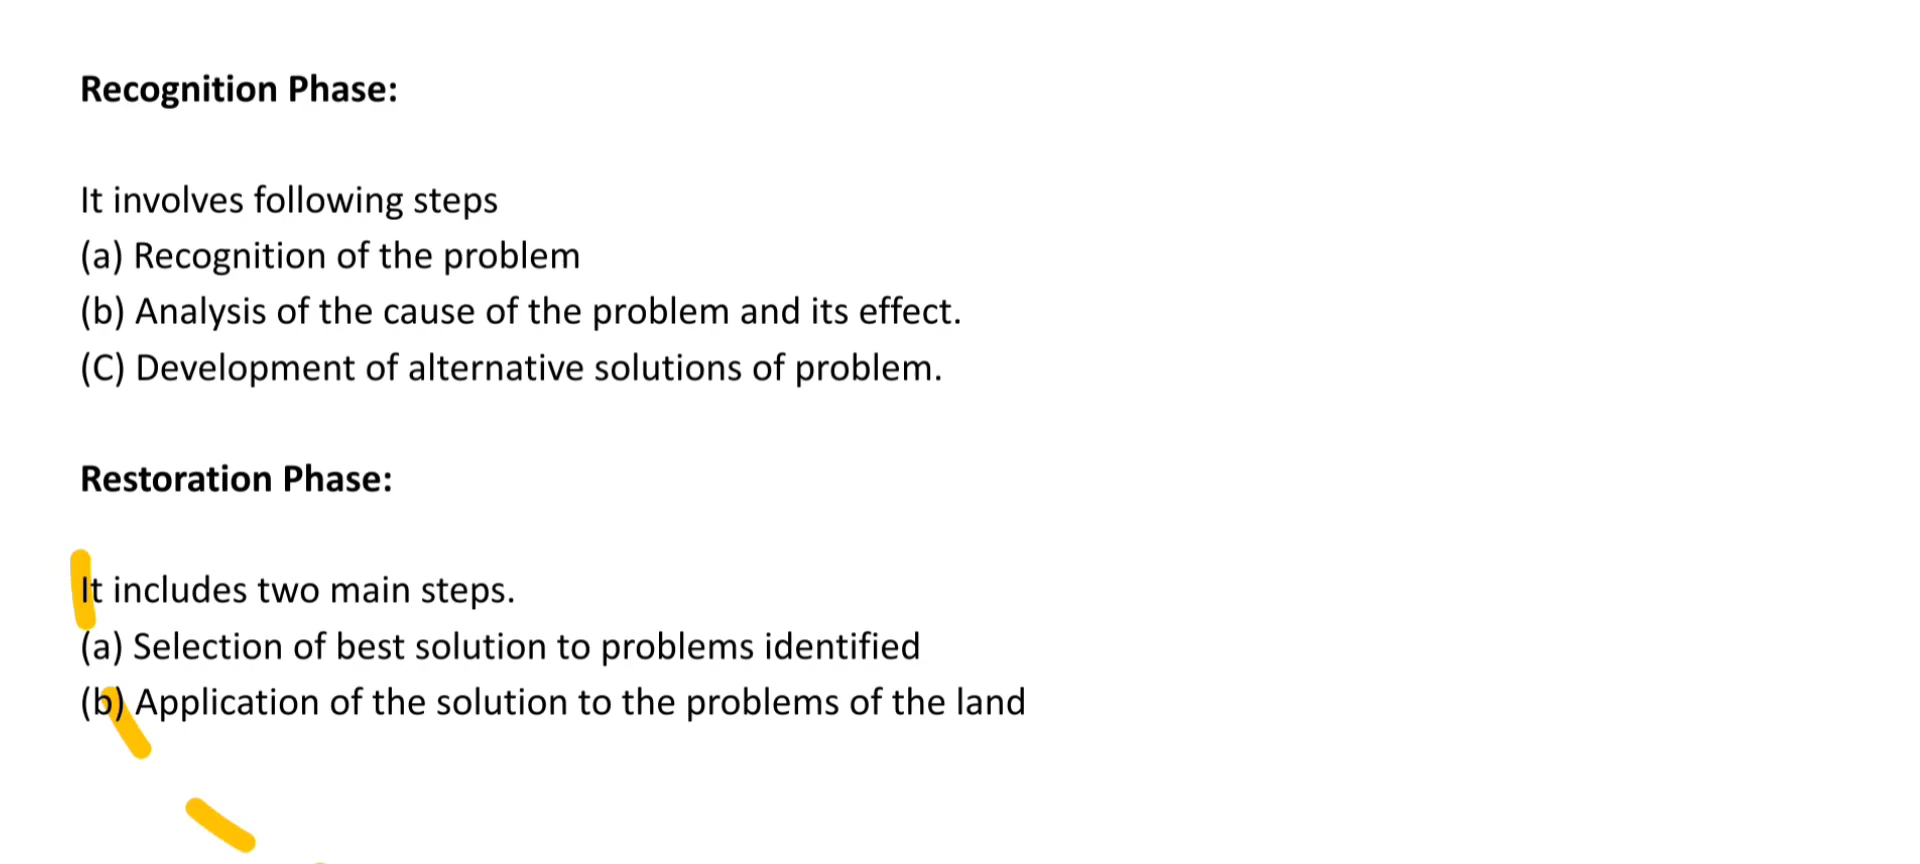 Recognition Phase:
It involves following steps
(a) Recognition of the problem
(b) Analysis of the cause of the problem and its effect.
(C) Development of alternative solutions of problem.
Restoration Phase:
It includes two main steps.
(a) Selection of best solution to problems identified
(b) Application of the solution to the problems of the land